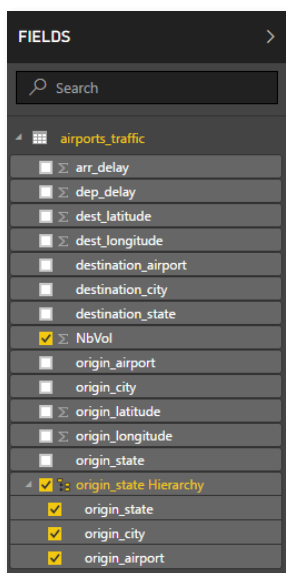 FIELDS
Search
airports_traffic
Σ arr_delay
Σ dep_delay
Σ dest_latitude
Σ dest_longitude
destination_airport
destination_city
destination_state
Σ NbVol
origin_airport
origin_city
Σ origin_latitude
Σ origin_longitude
origin_state
origin_state Hierarchy
origin_state
origin_city
origin_airport